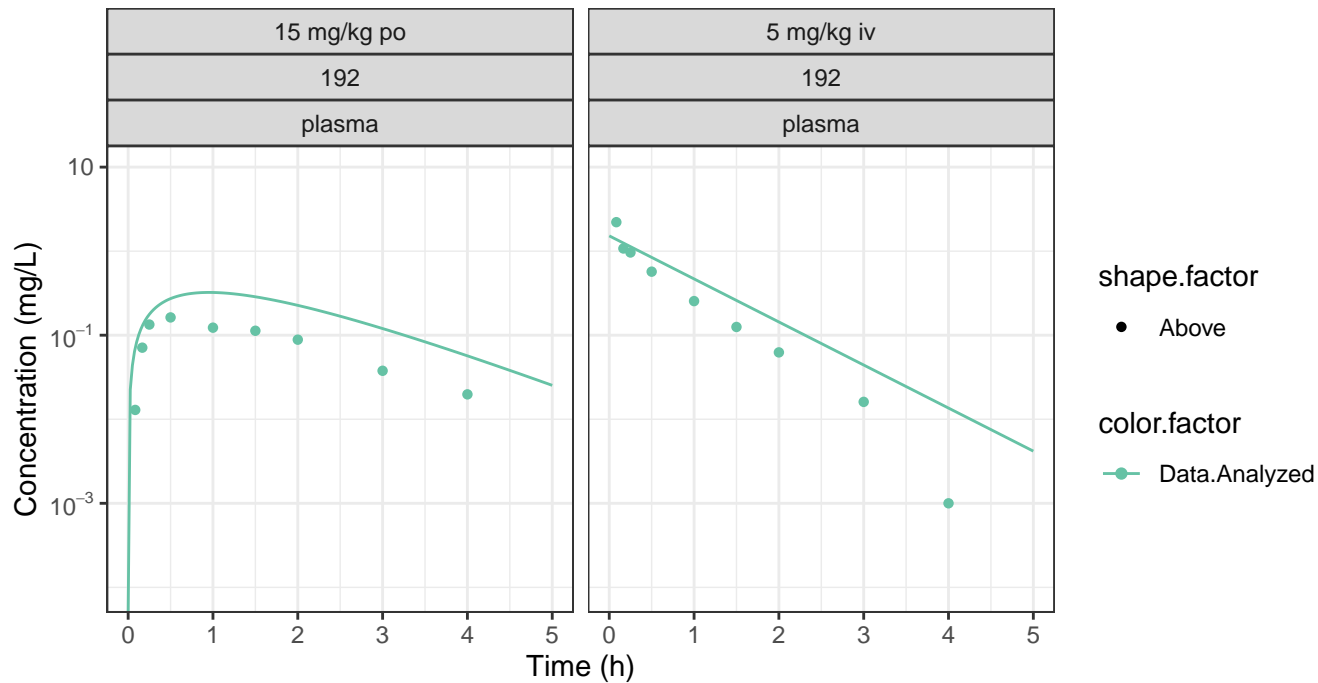 15 mg/kg po
5 mg/kg iv
192
192
plasma
plasma
Concentration (mg/L)
10
10⁻¹
10⁻³
0 1 2 3 4 5
0 1 2 3 4 5
Time (h)
shape.factor
Above
color.factor
Data.Analyzed